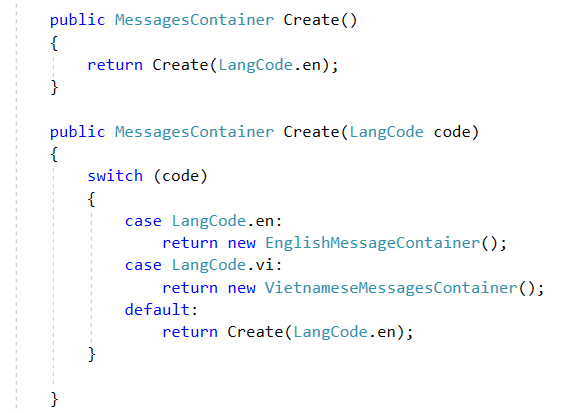 public MessagesContainer Create()
{
return Create(LangCode.en);
}
public MessagesContainer Create(LangCode code)
{
switch (code)
{
case LangCode.en:
return new EnglishMessageContainer();
case LangCode.vi:
return new VietnameseMessagesContainer();
default:
return Create(LangCode.en);
}
}